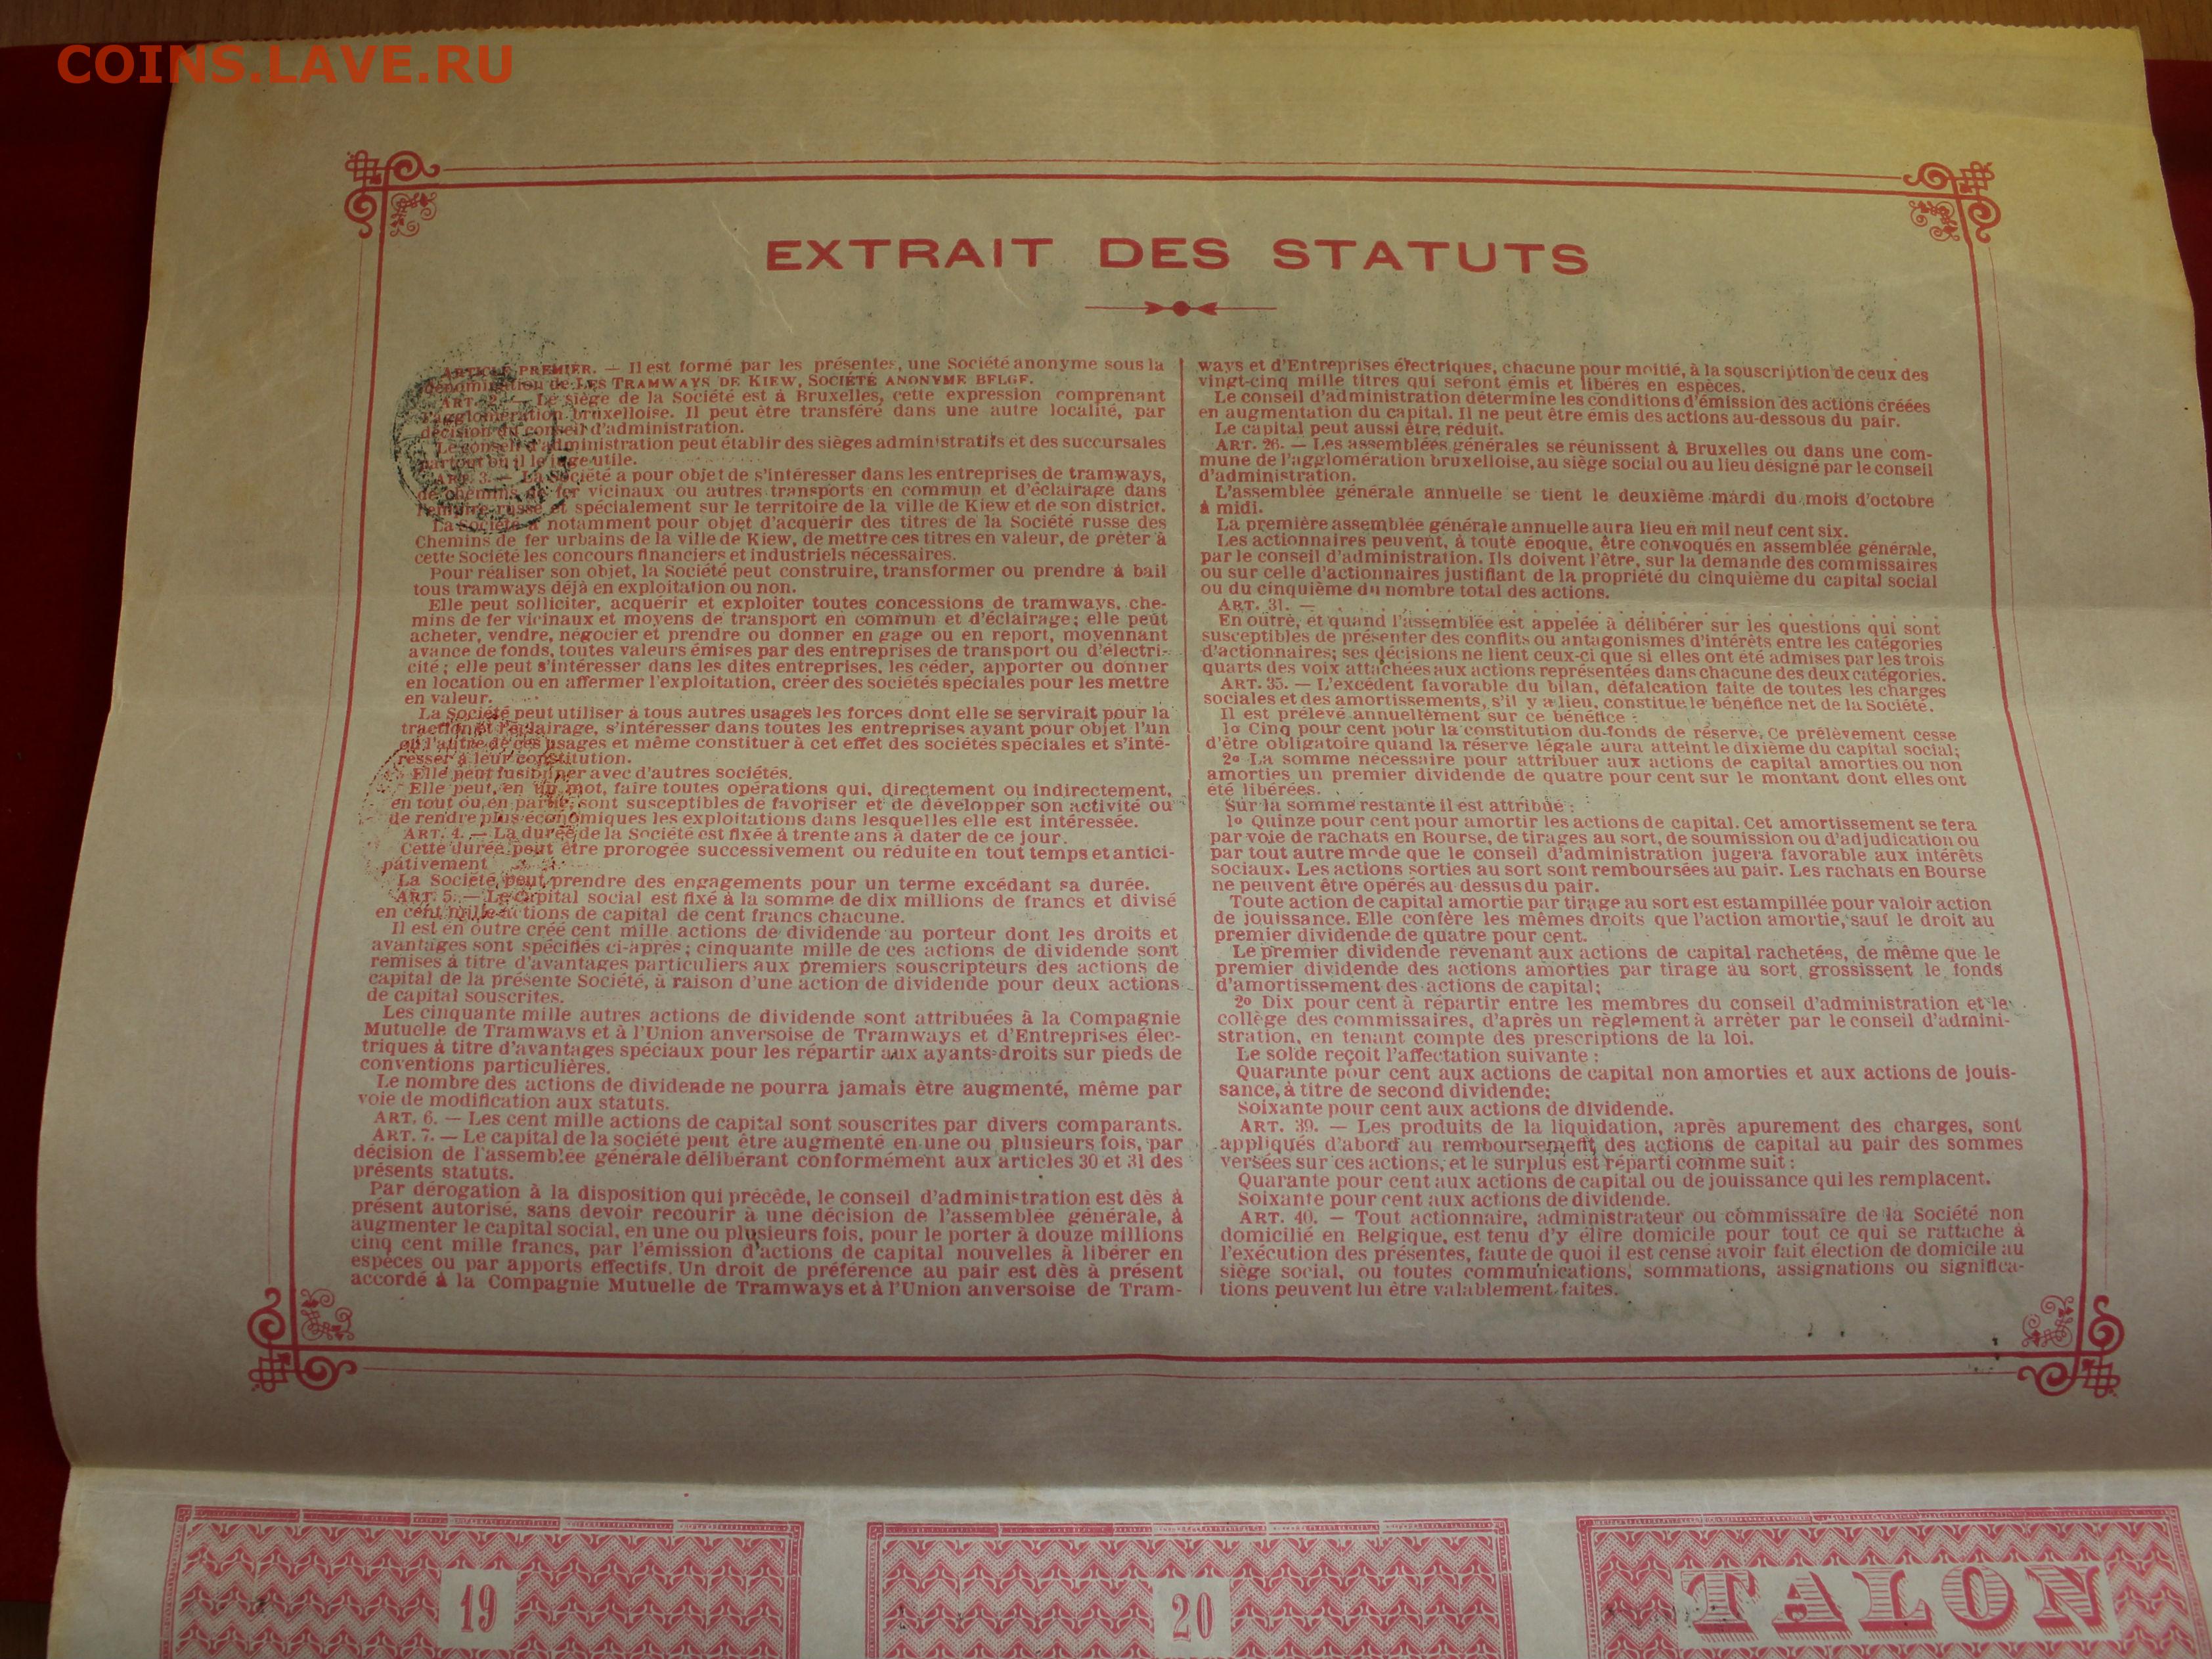 COINS.LAVE.RU
EXTRAIT DES STATUTS
ARTICLE PREMIER. — Il est formé par les présentes, une Société anonyme sous la
dénomination de LES TRAMWAYS DE KIEW, SOCIÉTÉ ANONYME BELGE.
ART. 2. — Le siège de la Société est à Bruxelles, cette expression comprenant
l'agglomération bruxelloise. Il peut être transféré dans une autre localité, par
décision du conseil d'administration.
Le conseil d'administration peut établir des sièges administratifs et des succursales
partout où il le juge utile.
ART. 3. — La Société a pour objet de s'intéresser dans les entreprises de tramways,
de chemins de fer vicinaux ou autres transports en commun et d'éclairage dans
l'empire russe et spécialement sur le territoire de la ville de Kiew et de son district.
La Société a notamment pour objet d'acquérir des titres de la Société russe des
Chemins de fer urbains de la ville de Kiew, de mettre ces titres en valeur, de prêter à
cette Société les concours financiers et industriels nécessaires.
Pour réaliser son objet, la Société peut construire, transformer ou prendre à bail
tous tramways déjà en exploitation ou non.
Elle peut solliciter, acquérir et exploiter toutes concessions de tramways, che-
mins de fer vicinaux et moyens de transport en commun et d'éclairage; elle peut
acheter, vendre, négocier et prendre ou donner en gage ou en report, moyennant
avance de fonds, toutes valeurs émises par des entreprises de transport ou d'électri-
cité; elle peut s'intéresser dans les dites entreprises, les céder, apporter ou donner
en location ou en affermer l'exploitation, créer des sociétés spéciales pour les mettre
en valeur.
La Société peut utiliser à tous autres usages les forces dont elle se servirait pour la
traction et l'éclairage, s'intéresser dans toutes les entreprises ayant pour objet l'un
ou l'autre de ces usages et même constituer à cet effet des sociétés spéciales et s'inté-
resser à leur constitution.
Elle peut fusionner avec d'autres sociétés.
Elle peut, en un mot, faire toutes opérations qui, directement ou indirectement,
en tout ou en partie, sont susceptibles de favoriser et de développer son activité ou
de rendre plus économiques les exploitations dans lesquelles elle est intéressée.
ART. 4. — La durée de la Société est fixée à trente ans à dater de ce jour.
Cette durée peut être prorogée successivement ou réduite en tout temps et antici-
pativement
La Société peut prendre des engagements pour un terme excédant sa durée.
ART. 5. — Le capital social est fixé à la somme de dix millions de francs et divisé
en cent mille actions de capital de cent francs chacune.
Il est en outre créé cent mille actions de dividende au porteur dont les droits et
avantages sont spécifiés ci-après; cinquante mille de ces actions de dividende sont
remises à titre d'avantages particuliers aux premiers souscripteurs des actions de
capital de la présente Société, à raison d'une action de dividende pour deux actions
de capital souscrites.
Les cinquante mille autres actions de dividende sont attribuées à la Compagnie
Mutuelle de Tramways et à l'Union anversoise de Tramways et d'Entreprises élec-
triques à titre d'avantages spéciaux pour les répartir aux ayants-droits sur pieds de
conventions particulières.
Le nombre des actions de dividende ne pourra jamais être augmenté, même par
voie de modification aux statuts.
ART. 6. — Les cent mille actions de capital sont souscrites par divers comparants.
ART. 7. — Le capital de la société peut être augmenté en une ou plusieurs fois, par
décision de l'assemblée générale délibérant conformément aux articles 30 et 31 des
présents statuts.
Par dérogation à la disposition qui précède, le conseil d'administration est dès à
présent autorisé, sans devoir recourir à une décision de l'assemblée générale, à
augmenter le capital social, en une ou plusieurs fois, pour le porter à douze millions
cinq cent mille francs, par l'émission d'actions de capital nouvelles à libérer en
espèces ou par apports effectifs. Un droit de préférence au pair est dès à présent
accordé à la Compagnie Mutuelle de Tramways et à l'Union anversoise de Tram-
ways et d'Entreprises électriques, chacune pour moitié, à la souscription de ceux des
vingt-cinq mille titres qui seront émis et libérés en espèces.
Le conseil d'administration détermine les conditions d'émission des actions créées
en augmentation du capital. Il ne peut être émis des actions au-dessous du pair.
Le capital peut aussi être réduit.
ART. 26. — Les assemblées générales se réunissent à Bruxelles ou dans une com-
mune de l'agglomération bruxelloise, au siège social ou au lieu désigné par le conseil
d'administration.
L'assemblée générale annuelle se tient le deuxième mardi du mois d'octobre
à midi.
La première assemblée générale annuelle aura lieu en mil neuf cent six.
Les actionnaires peuvent, à toute époque, être convoqués en assemblée générale,
par le conseil d'administration. Ils doivent l'être, sur la demande des commissaires
ou sur celle d'actionnaires justifiant de la propriété du cinquième du capital social
ou du cinquième du nombre total des actions.
ART. 31. — . . . . . . . . . .
En outre, et quand l'assemblée est appelée à délibérer sur les questions qui sont
susceptibles de présenter des conflits ou antagonismes d'intérêts entre les catégories
d'actionnaires; ses décisions ne lient ceux-ci que si elles ont été admises par les trois
quarts des voix attachées aux actions représentées dans chacune des deux catégories.
ART. 35. — L'excédent favorable du bilan, défalcation faite de toutes les charges
sociales et des amortissements, s'il y a lieu, constitue le bénéfice net de la Société.
Il est prélevé annuellement sur ce bénéfice :
1o Cinq pour cent pour la constitution du fonds de réserve. Ce prélèvement cesse
d'être obligatoire quand la réserve légale aura atteint le dixième du capital social;
2o La somme nécessaire pour attribuer aux actions de capital amorties ou non
amorties un premier dividende de quatre pour cent sur le montant dont elles ont
été libérées.
Sur la somme restante il est attribué :
1o Quinze pour cent pour amortir les actions de capital. Cet amortissement se fera
par voie de rachats en Bourse, de tirages au sort, de soumission ou d'adjudication ou
par tout autre mode que le conseil d'administration jugera favorable aux intérêts
sociaux. Les actions sorties au sort sont remboursées au pair. Les rachats en Bourse
ne peuvent être opérés au dessus du pair.
Toute action de capital amortie par tirage au sort est estampillée pour valoir action
de jouissance. Elle confère les mêmes droits que l'action amortie, sauf le droit au
premier dividende de quatre pour cent.
Le premier dividende revenant aux actions de capital rachetées, de même que le
premier dividende des actions amorties par tirage au sort, grossissent le fonds
d'amortissement des actions de capital;
2o Dix pour cent à répartir entre les membres du conseil d'administration et le
collège des commissaires, d'après un règlement à arrêter par le conseil d'admini-
stration, en tenant compte des prescriptions de la loi.
Le solde reçoit l'affectation suivante :
Quarante pour cent aux actions de capital non amorties et aux actions de jouis-
sance, à titre de second dividende;
Soixante pour cent aux actions de dividende.
ART. 39. — Les produits de la liquidation, après apurement des charges, sont
appliqués d'abord au remboursement des actions de capital au pair des sommes
versées sur ces actions, et le surplus est réparti comme suit :
Quarante pour cent aux actions de capital ou de jouissance qui les remplacent.
Soixante pour cent aux actions de dividende.
ART. 40. — Tout actionnaire, administrateur ou commissaire de la Société non
domicilié en Belgique, est tenu d'y élire domicile pour tout ce qui se rattache à
l'exécution des présentes, faute de quoi il est censé avoir fait élection de domicile au
siège social, ou toutes communications, sommations, assignations ou significa-
tions peuvent lui être valablement faites.
19
20
TALON